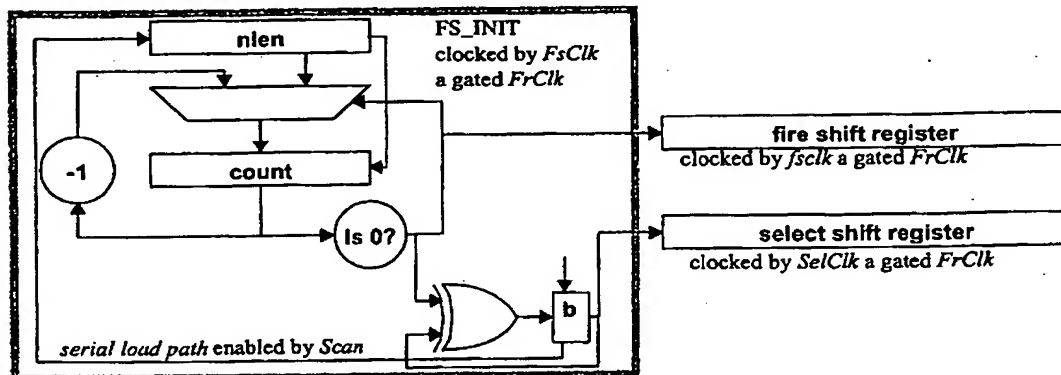 nlen
FS_INIT
clocked by FsClk
a gated FrClk
-1
count
Is 0?
b
serial load path enabled by Scan
fire shift register
clocked by fsclk a gated FrClk
select shift register
clocked by SelClk a gated FrClk